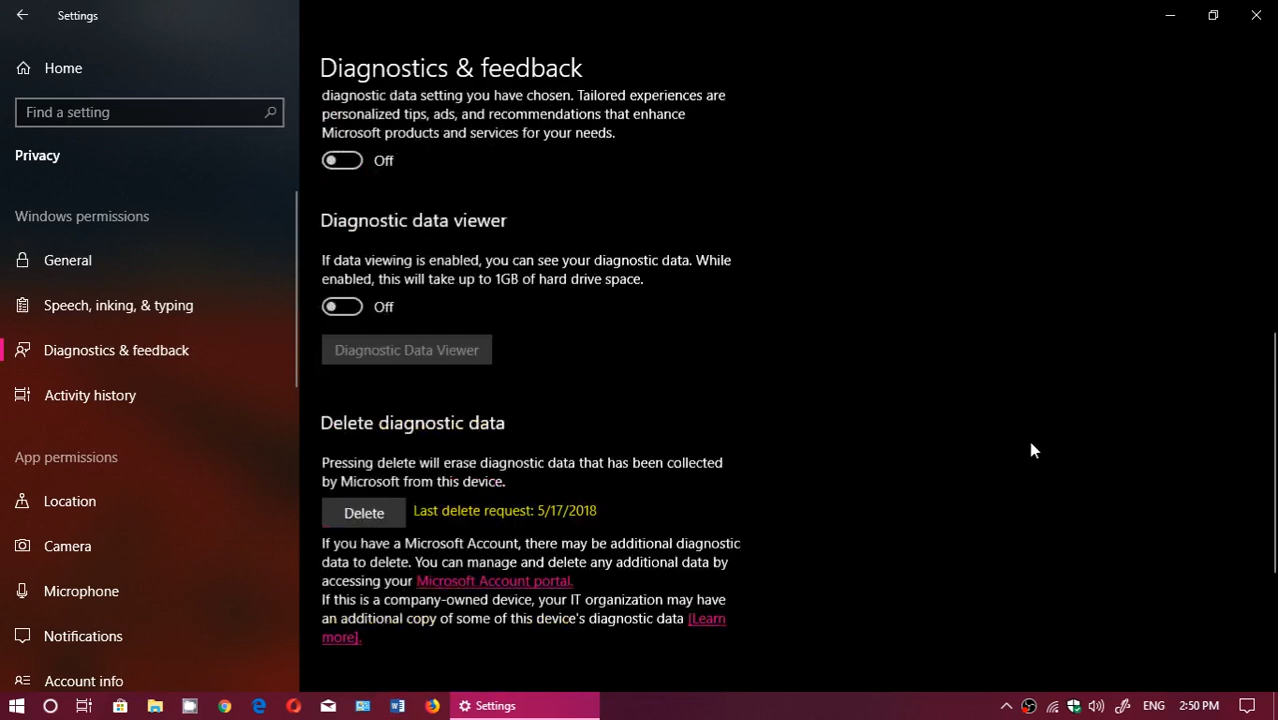 Settings
Home
Find a setting
Privacy
Windows permissions
General
Speech, inking, & typing
Diagnostics & feedback
Activity history
App permissions
Location
Camera
Microphone
Notifications
Account info
Diagnostics & feedback
diagnostic data setting you have chosen. Tailored experiences are
personalized tips, ads, and recommendations that enhance
Microsoft products and services for your needs.
Off
Diagnostic data viewer
If data viewing is enabled, you can see your diagnostic data. While
enabled, this will take up to 1GB of hard drive space.
Off
Diagnostic Data Viewer
Delete diagnostic data
Pressing delete will erase diagnostic data that has been collected
by Microsoft from this device.
Delete Last delete request: 5/17/2018
If you have a Microsoft Account, there may be additional diagnostic
data to delete. You can manage and delete any additional data by
accessing your Microsoft Account portal.
If this is a company-owned device, your IT organization may have
an additional copy of some of this device's diagnostic data [Learn
more].
Settings
ENG 2:50 PM